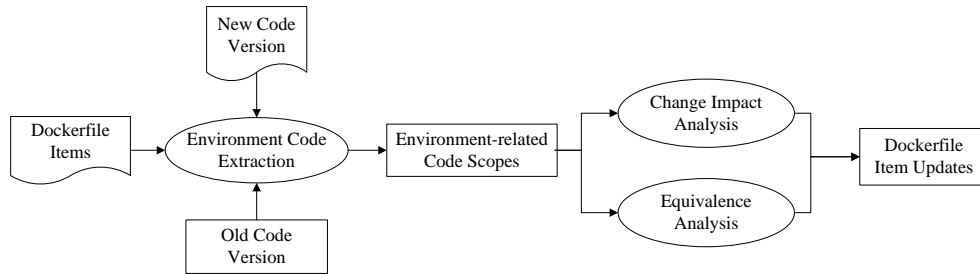 New Code
Version
Dockerfile
Items
Environment Code
Extraction
Environment-related
Code Scopes
Change Impact
Analysis
Dockerfile
Item Updates
Equivalence
Analysis
Old Code
Version